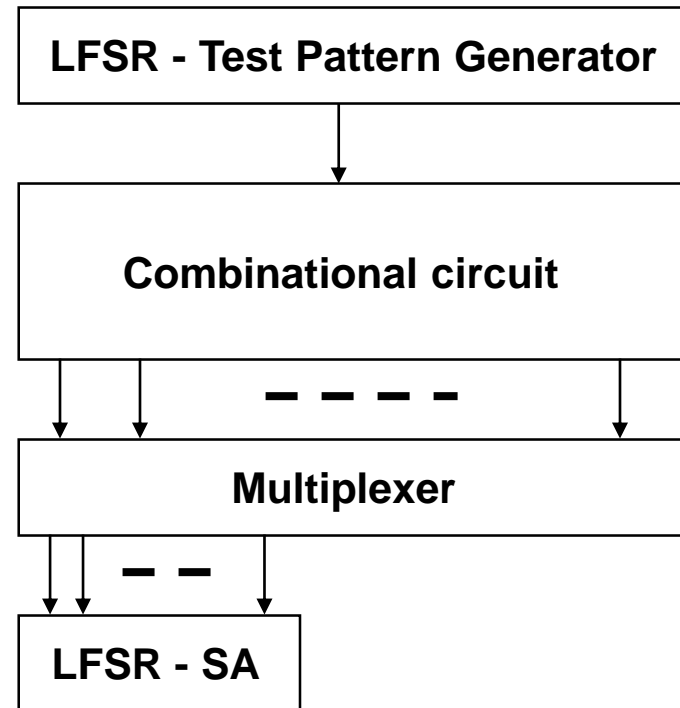 LFSR - Test Pattern Generator
Combinational circuit
Multiplexer
LFSR - SA